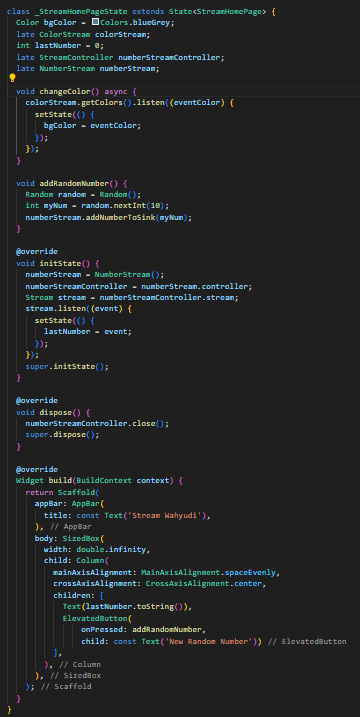 class _StreamHomePageState extends State<StreamHomePage> {
  Color bgColor = Colors.blueGrey;
  late ColorStream colorStream;
  int lastNumber = 0;
  late StreamController numberStreamController;
  late NumberStream numberStream;

  void changeColor() async {
    colorStream.getColors().listen((eventColor) {
      setState(() {
        bgColor = eventColor;
      });
    });
  }

  void addRandomNumber() {
    Random random = Random();
    int myNum = random.nextInt(10);
    numberStream.addNumberToSink(myNum);
  }

  @override
  void initState() {
    numberStream = NumberStream();
    numberStreamController = numberStream.controller;
    Stream stream = numberStreamController.stream;
    stream.listen((event) {
      setState(() {
        lastNumber = event;
      });
    });
    super.initState();
  }

  @override
  void dispose() {
    numberStreamController.close();
    super.dispose();
  }

  @override
  Widget build(BuildContext context) {
    return Scaffold(
      appBar: AppBar(
        title: const Text('Stream Wahyudi'),
      ), // AppBar
      body: SizedBox(
        width: double.infinity,
        child: Column(
          mainAxisAlignment: MainAxisAlignment.spaceEvenly,
          crossAxisAlignment: CrossAxisAlignment.center,
          children: [
            Text(lastNumber.toString()),
            ElevatedButton(
                onPressed: addRandomNumber,
                child: const Text('New Random Number')) // ElevatedButton
          ],
        ), // Column
      ), // SizedBox
    ); // Scaffold
  }
}